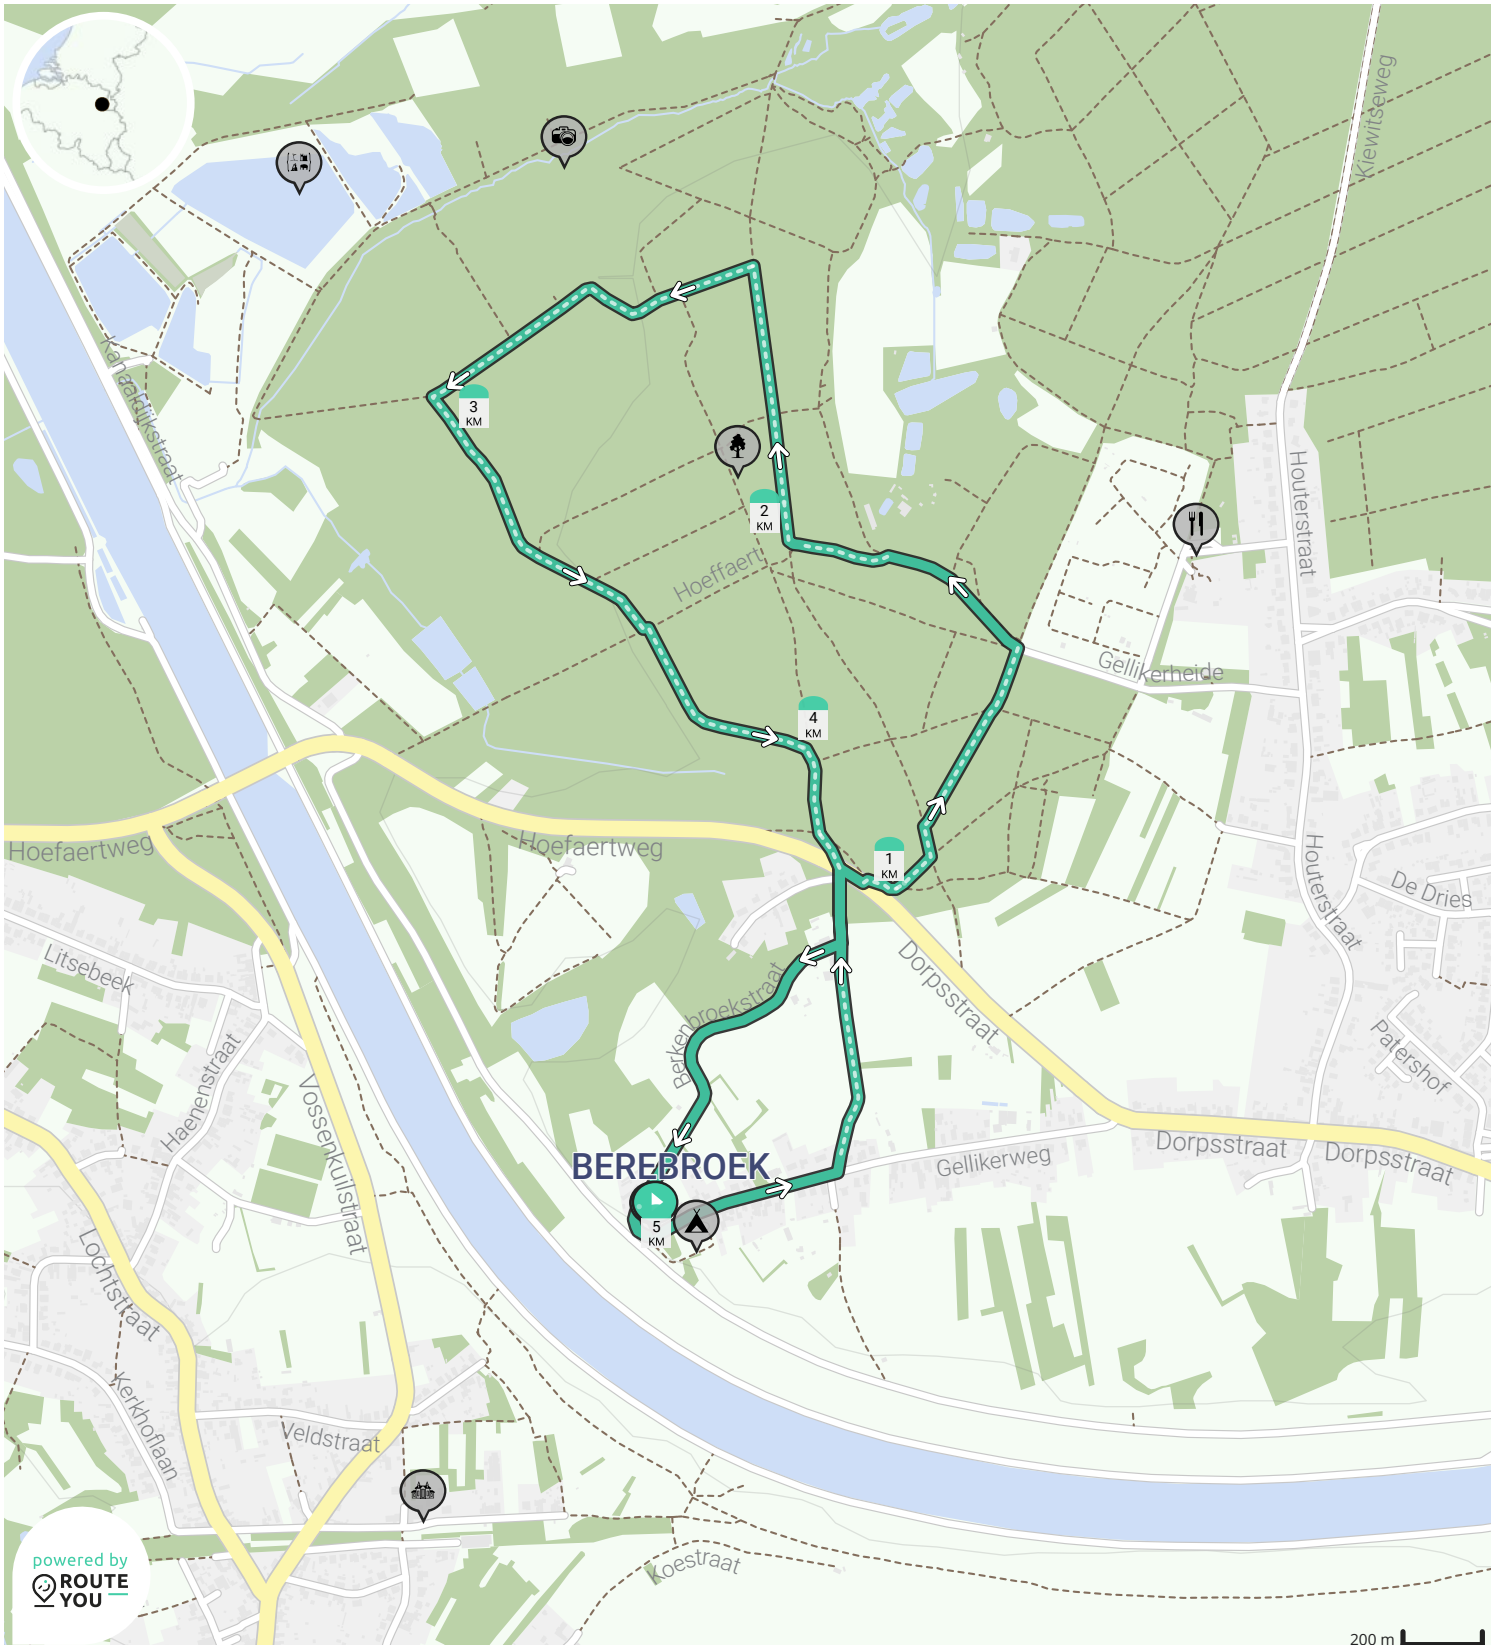 Kiewitseweg
Kanaaldijkstraat
3
KM
2
KM
Houterstraat
Hoeffaert
Gellikerheide
4
KM
Hoefaertweg
Hoefaertweg
1
KM
Houterstraat
De Dries
Litsebeek
Dorpsstraat
Berkenbroekstraat
Patershof
Haenenstraat
Vossenkuilstraat
BEREBROEK
Gellikerweg
Dorpsstraat
Dorpsstraat
5
KM
Lochtstraat
Kerkhoflaan
Veldstraat
Koestraat
powered by
ROUTE
YOU
200 m